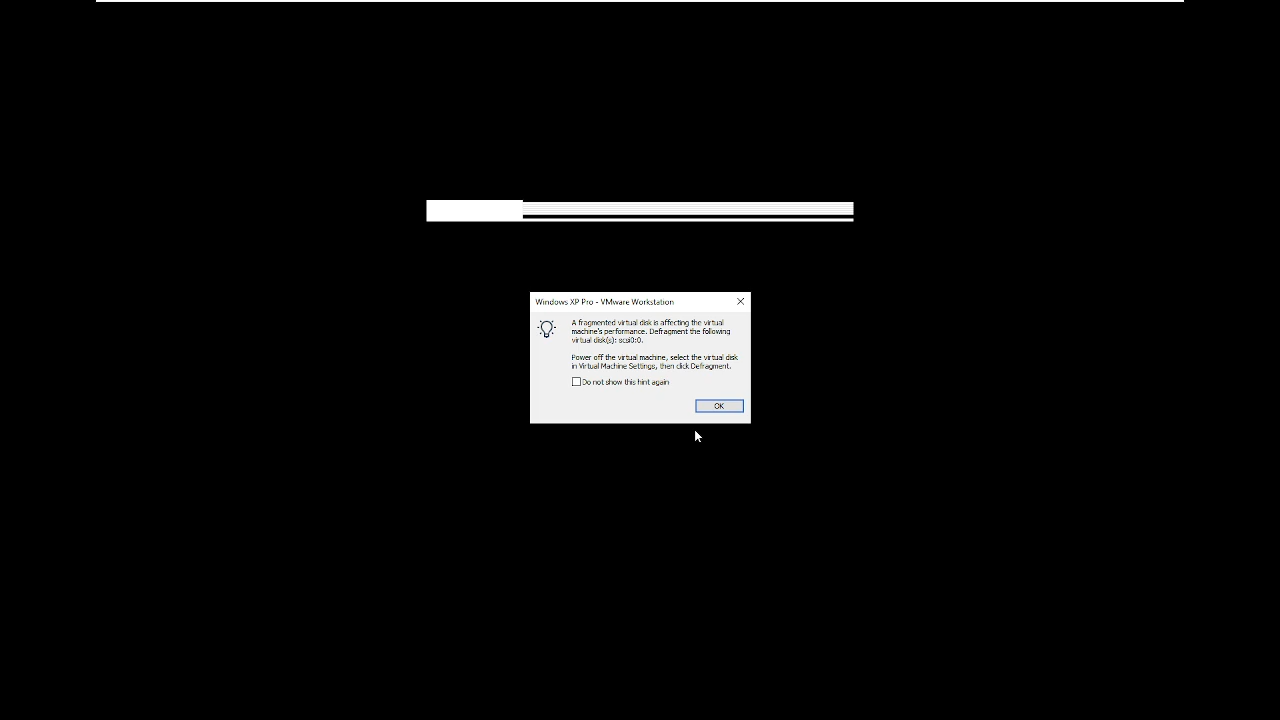 Windows XP Pro - VMware Workstation
A fragmented virtual disk is affecting the virtual
machine's performance. Defragment the following
virtual disk(s): scsi0:0.
Power off the virtual machine, select the virtual disk
in Virtual Machine Settings, then click Defragment.
Do not show this hint again
OK